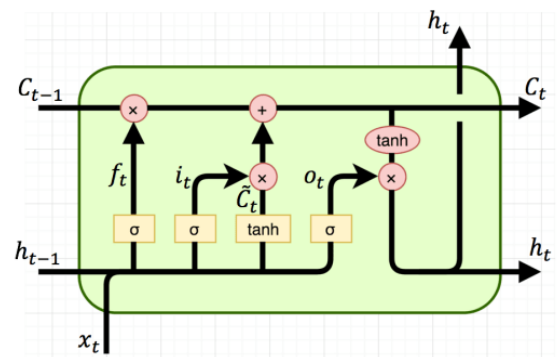 h_t
C_{t-1} × + C_t
tanh
f_t i_t × o_t ×
C̃_t
σ σ tanh σ
h_{t-1} h_t
x_t